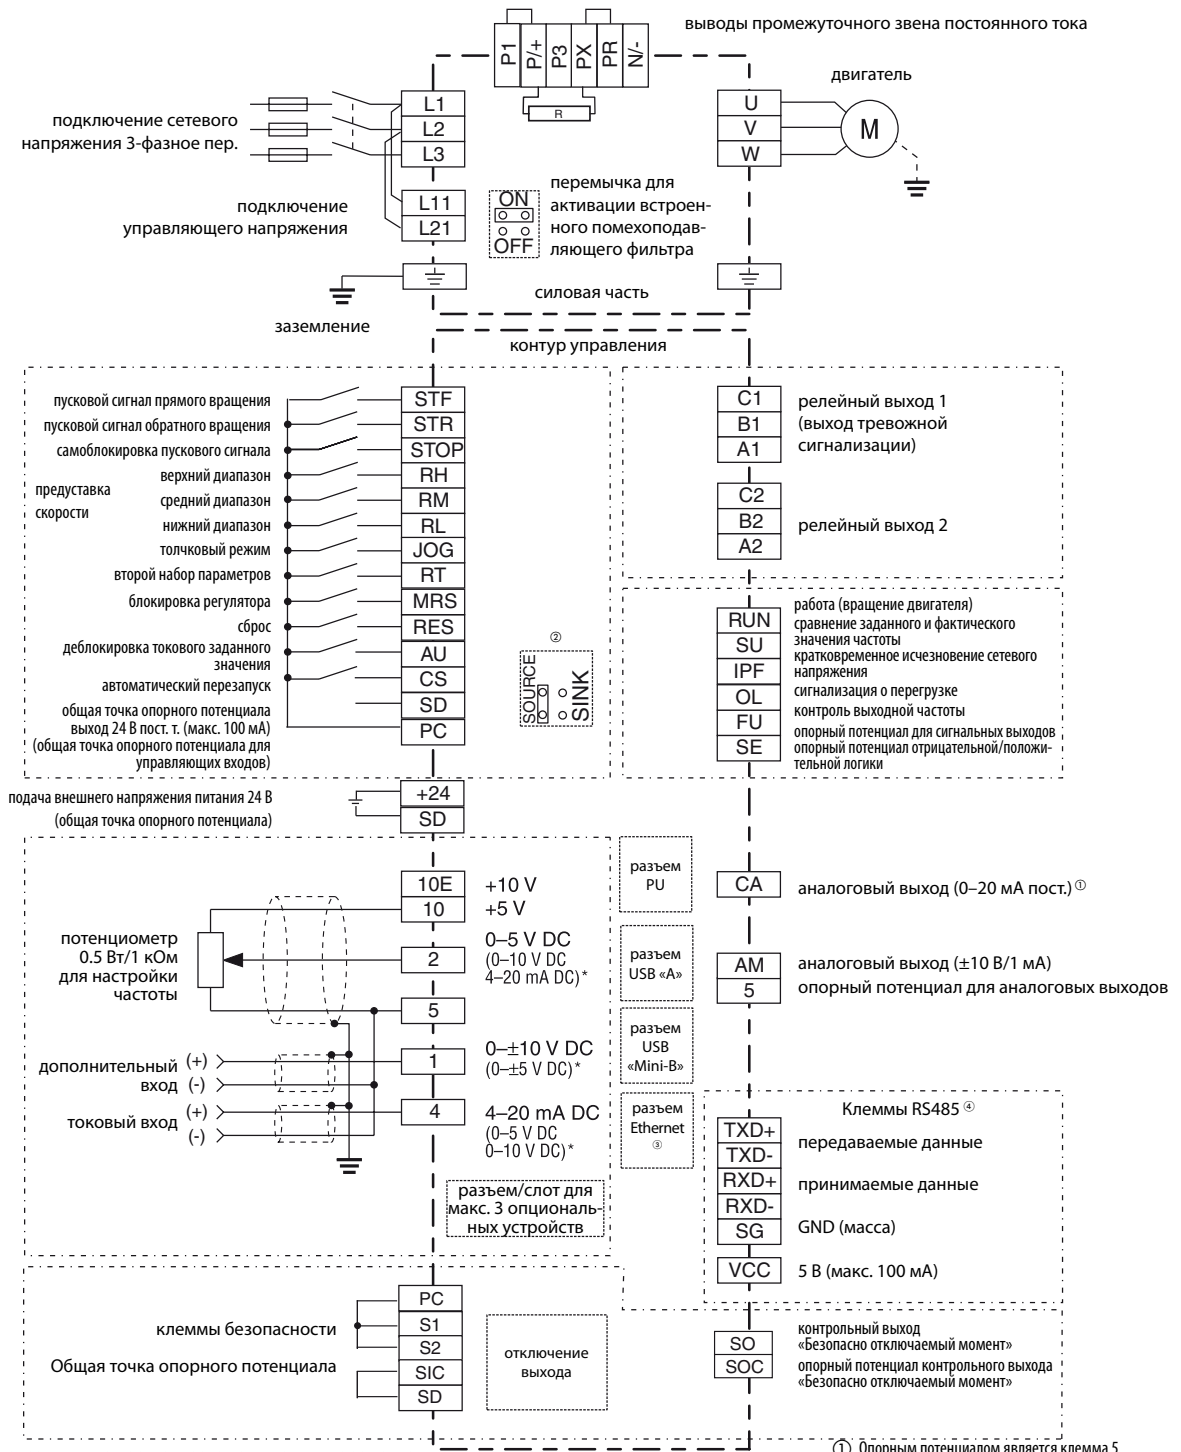 выводы промежуточного звена постоянного тока
P1
P/+
P3
PX
PR
N/-
R
двигатель
подключение сетевого
напряжения 3-фазное пер.
L1
L2
L3
U
V
W
M
подключение
управляющего напряжения
L11
L21
ON
OFF
перемычка для
активации встроен-
ного помехоподав-
ляющего фильтра
силовая часть
заземление
контур управления
пусковой сигнал прямого вращения
STF
пусковой сигнал обратного вращения
STR
самоблокировка пускового сигнала
STOP
предуставка
скорости
верхний диапазон
RH
средний диапазон
RM
нижний диапазон
RL
толчковый режим
JOG
второй набор параметров
RT
блокировка регулятора
MRS
сброс
RES
деблокировка токового заданного
значения
AU
автоматический перезапуск
CS
общая точка опорного потенциала
SD
выход 24 В пост. т. (макс. 100 мА)
PC
(общая точка опорного потенциала для
управляющих входов)
②
SOURCE
SINK
C1
B1
A1
релейный выход 1
(выход тревожной
сигнализации)
C2
B2
A2
релейный выход 2
RUN
SU
IPF
OL
FU
SE
работа (вращение двигателя)
сравнение заданного и фактического
значения частоты
кратковременное исчезновение сетевого
напряжения
сигнализация о перегрузке
контроль выходной частоты
опорный потенциал для сигнальных выходов
опорный потенциал отрицательной/положи-
тельной логики
подача внешнего напряжения питания 24 В
+24
(общая точка опорного потенциала)
SD
10E
+10 V
10
+5 V
потенциометр
0.5 Вт/1 кОм
для настройки
частоты
2
0–5 V DC
(0–10 V DC
4–20 mA DC)*
5
дополнительный
вход
(+)
(-)
1
0–±10 V DC
(0–±5 V DC)*
токовый вход
(+)
(-)
4
4–20 mA DC
(0–5 V DC
0–10 V DC)*
разъем/слот для
макс. 3 опциональ-
ных устройств
разъем
PU
разъем
USB «A»
разъем
USB
«Mini-B»
разъем
Ethernet
③
CA
аналоговый выход (0–20 мА пост.) ①
AM
аналоговый выход (±10 В/1 мА)
5
опорный потенциал для аналоговых выходов
Клеммы RS485 ④
TXD+
TXD-
передаваемые данные
RXD+
RXD-
принимаемые данные
SG
GND (масса)
VCC
5 В (макс. 100 мА)
клеммы безопасности
PC
S1
S2
Общая точка опорного потенциала
SIC
SD
отключение
выхода
SO
контрольный выход
«Безопасно отключаемый момент»
SOC
опорный потенциал контрольного выхода
«Безопасно отключаемый момент»
① Опорным потенциалом является клемма 5